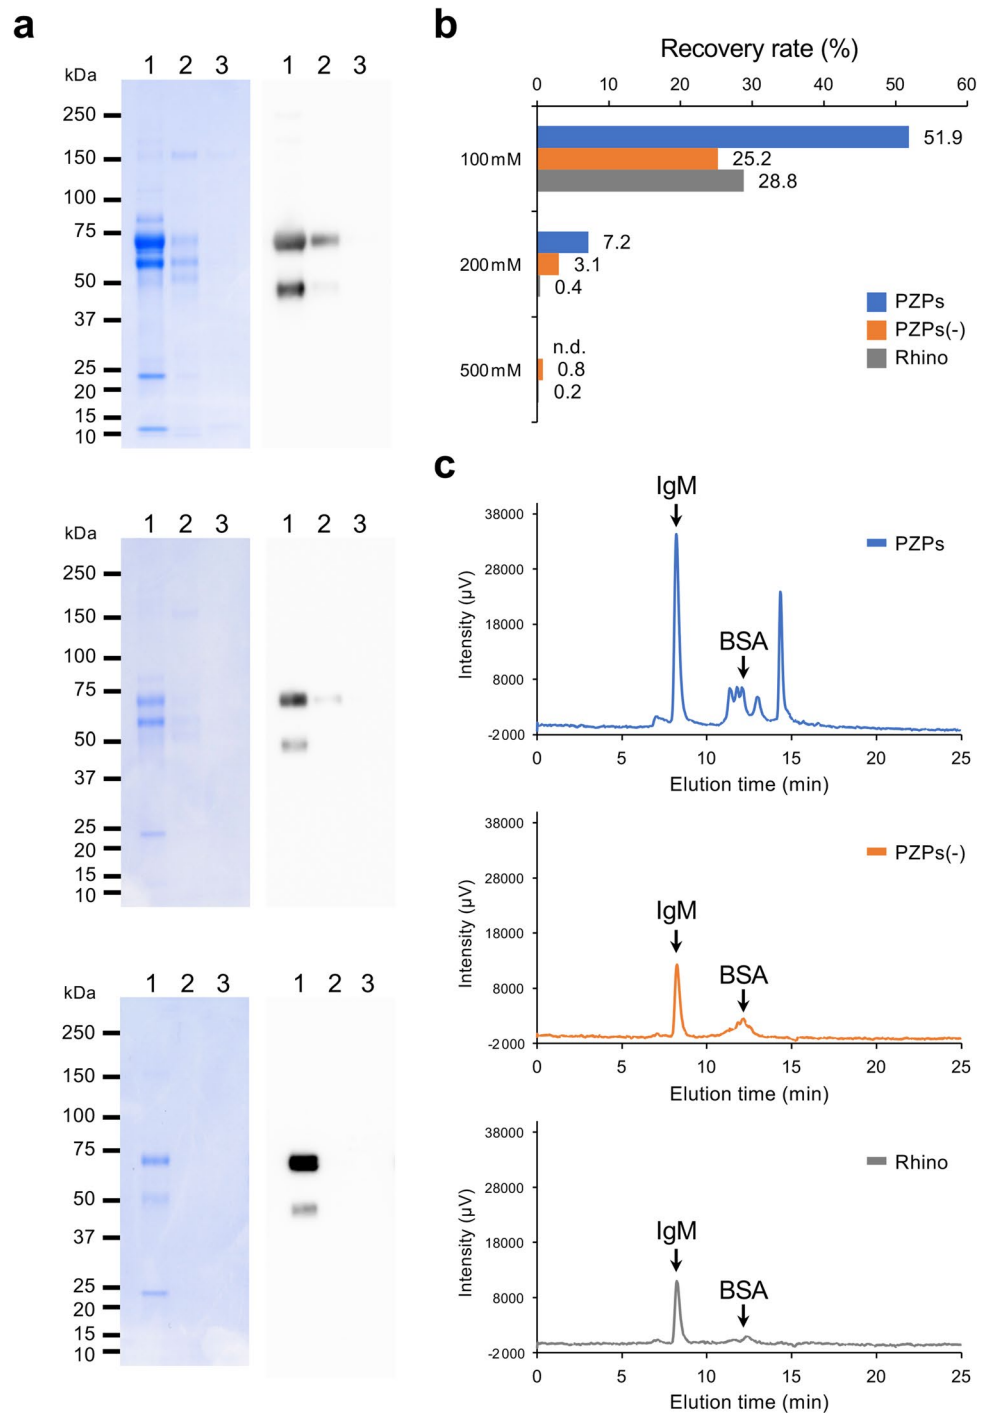 a
kDa 1 2 3 1 2 3
250
150
100
75
50
37
25
20
15
10
kDa 1 2 3 1 2 3
250
150
100
75
50
37
25
20
15
10
kDa 1 2 3 1 2 3
250
150
100
75
50
37
25
20
15
10
b
Recovery rate (%)
0 10 20 30 40 50 60
100 mM
51.9
25.2
28.8
200 mM
7.2
3.1
0.4
500 mM
n.d.
0.8
0.2
PZPs
PZPs(-)
Rhino
c
IgM
BSA
PZPs
Intensity (µV)
38000
28000
18000
8000
-2000
0 5 10 15 20 25
Elution time (min)
IgM
BSA
PZPs(-)
Intensity (µV)
38000
28000
18000
8000
-2000
0 5 10 15 20 25
Elution time (min)
IgM
BSA
Rhino
Intensity (µV)
38000
28000
18000
8000
-2000
0 5 10 15 20 25
Elution time (min)